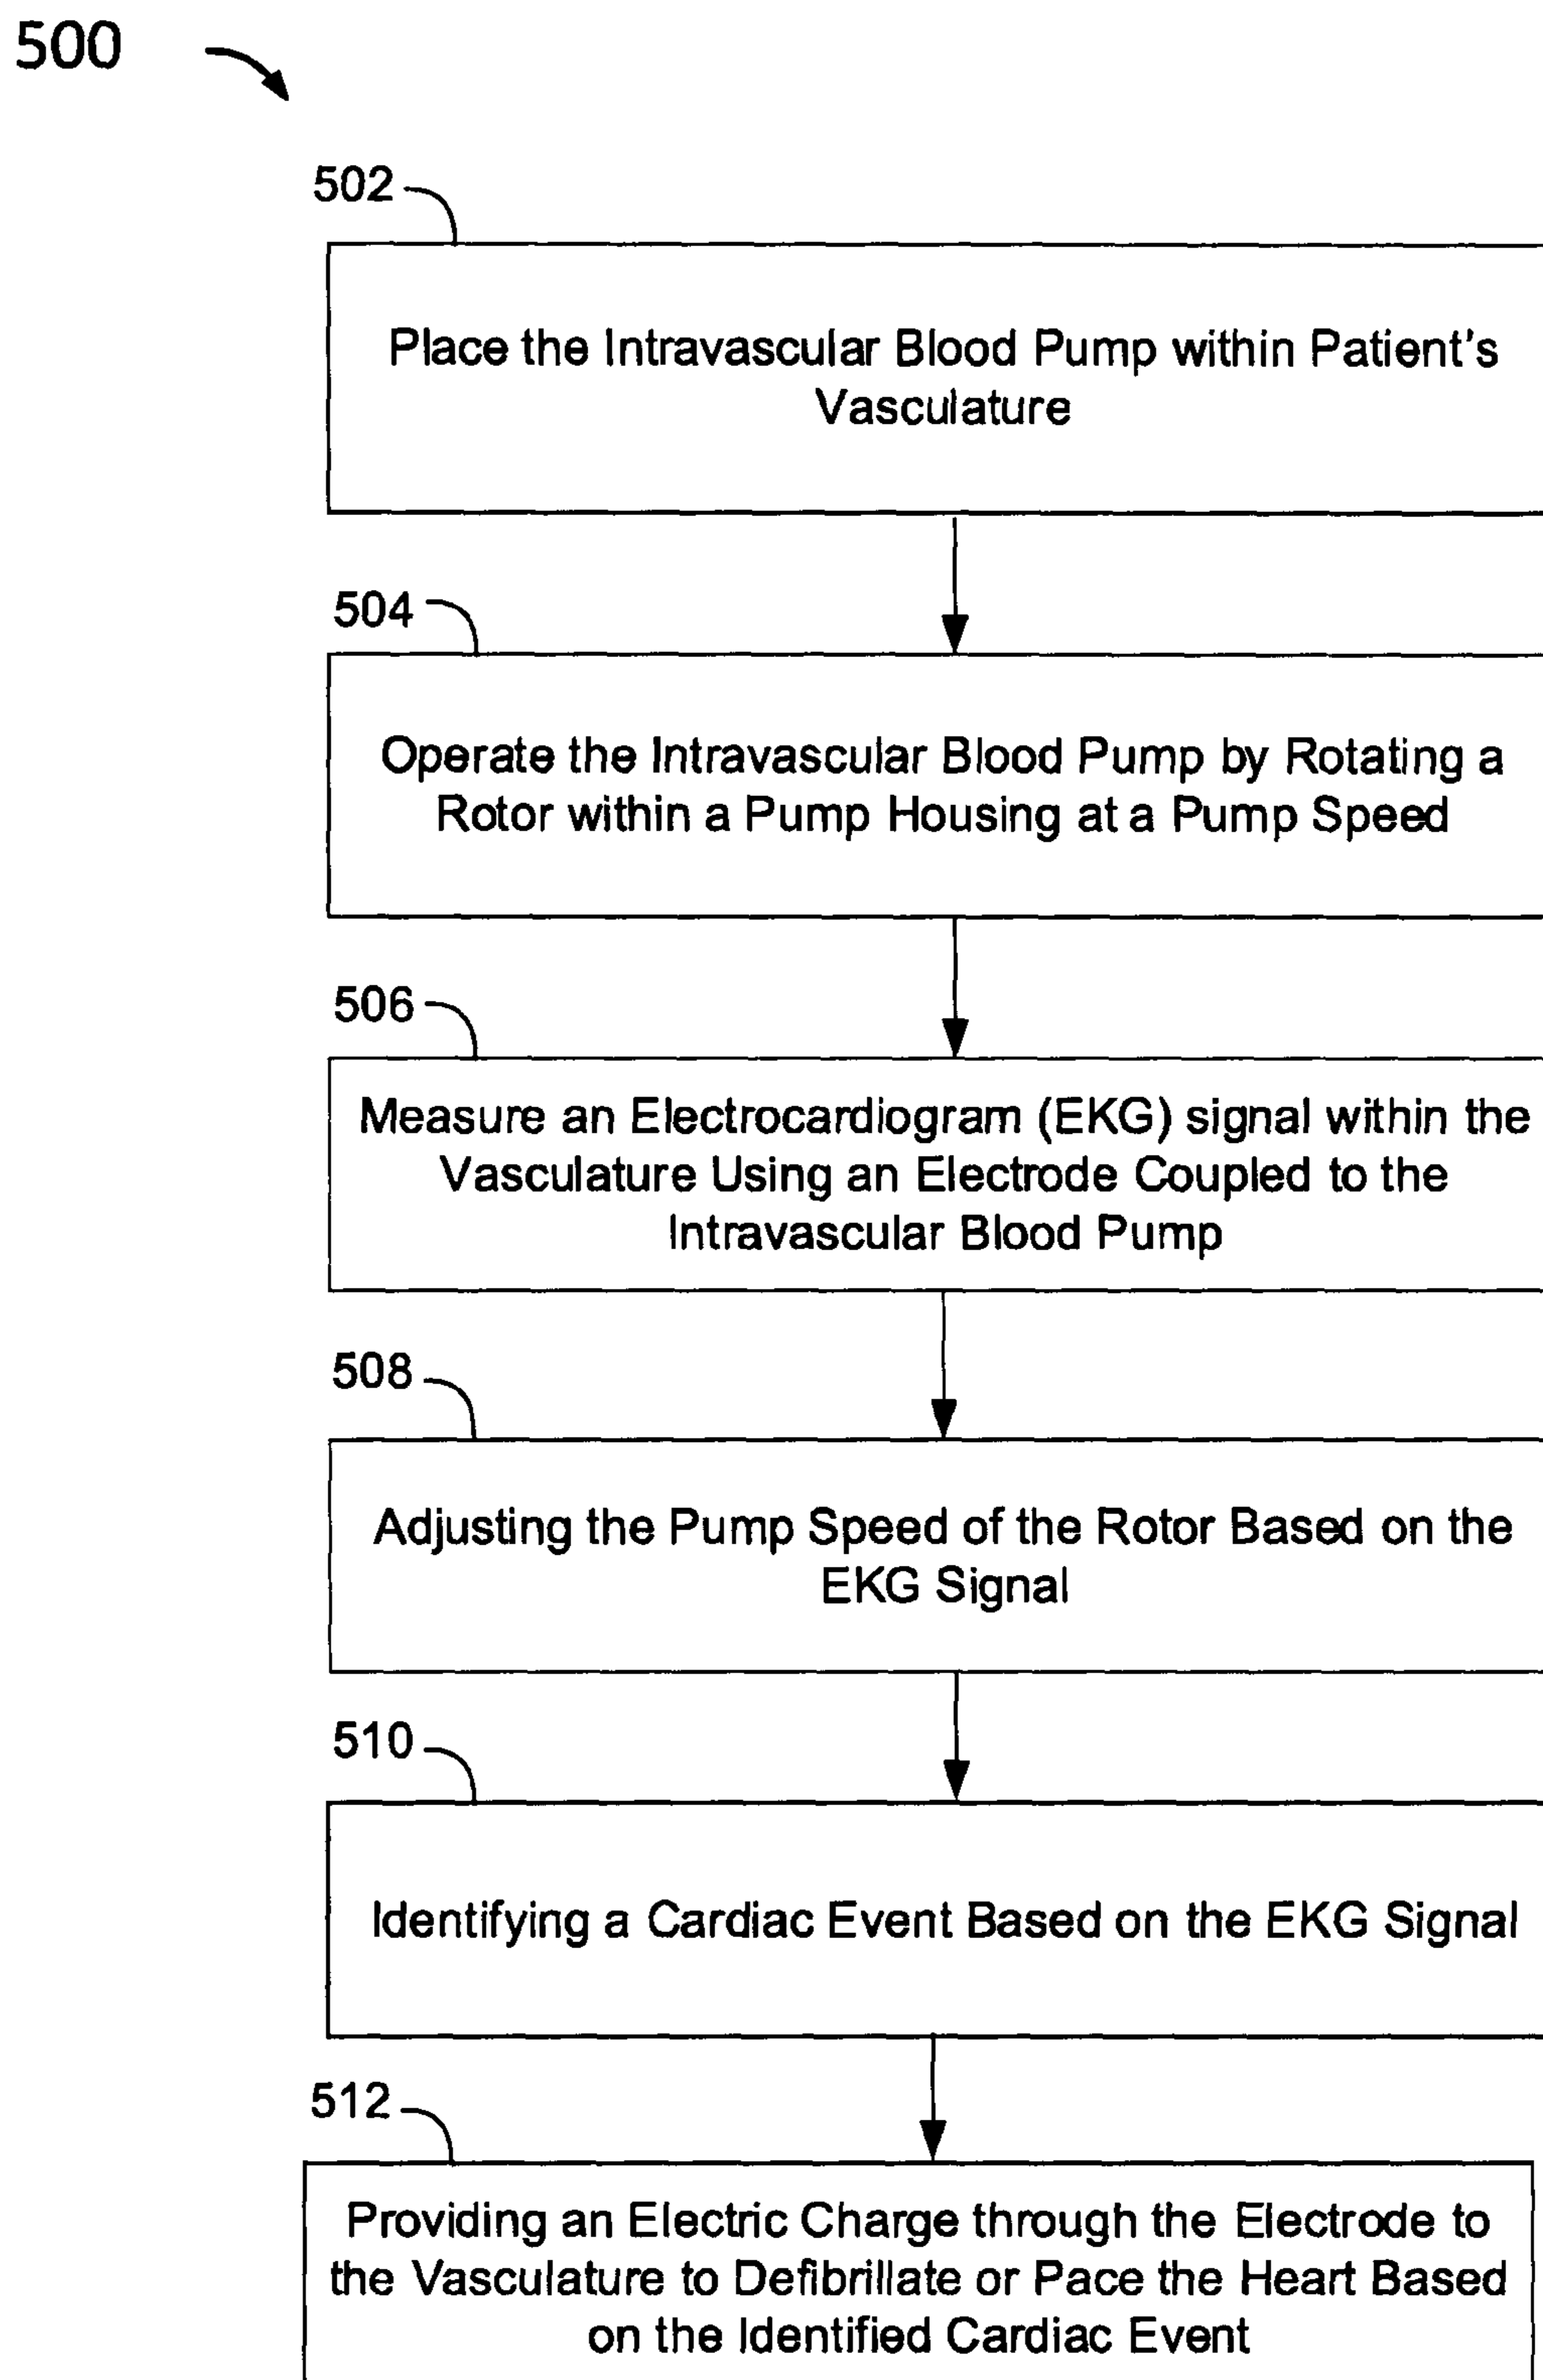 500
502
Place the Intravascular Blood Pump within Patient's
Vasculature
504
Operate the Intravascular Blood Pump by Rotating a
Rotor within a Pump Housing at a Pump Speed
506
Measure an Electrocardiogram (EKG) signal within the
Vasculature Using an Electrode Coupled to the
Intravascular Blood Pump
508
Adjusting the Pump Speed of the Rotor Based on the
EKG Signal
510
Identifying a Cardiac Event Based on the EKG Signal
512
Providing an Electric Charge through the Electrode to
the Vasculature to Defibrillate or Pace the Heart Based
on the Identified Cardiac Event